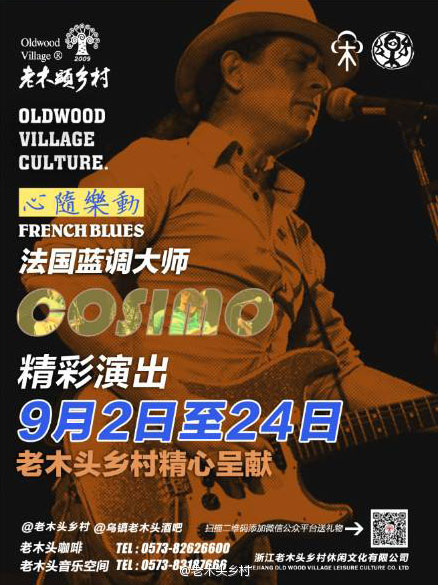 Oldwood
Village ®
2009
老木頭乡村
OLDWOOD
VILLAGE
CULTURE.
心隨樂動
FRENCH BLUES
法国蓝调大师
COSIMO
精彩演出
9月2日至24日
老木头乡村精心呈献
@老木头乡村 @乌镇老木头酒吧
扫描二维码添加微信公众平台送礼物
老木头咖啡 TEL : 0573-82626600
老木头音乐空间 TEL : 0573-83187666
浙江老木头乡村休闲文化有限公司
ZHEJIANG OLD WOOD VILLAGE LEISURE CULTURE CO. LTD
@老木头乡村